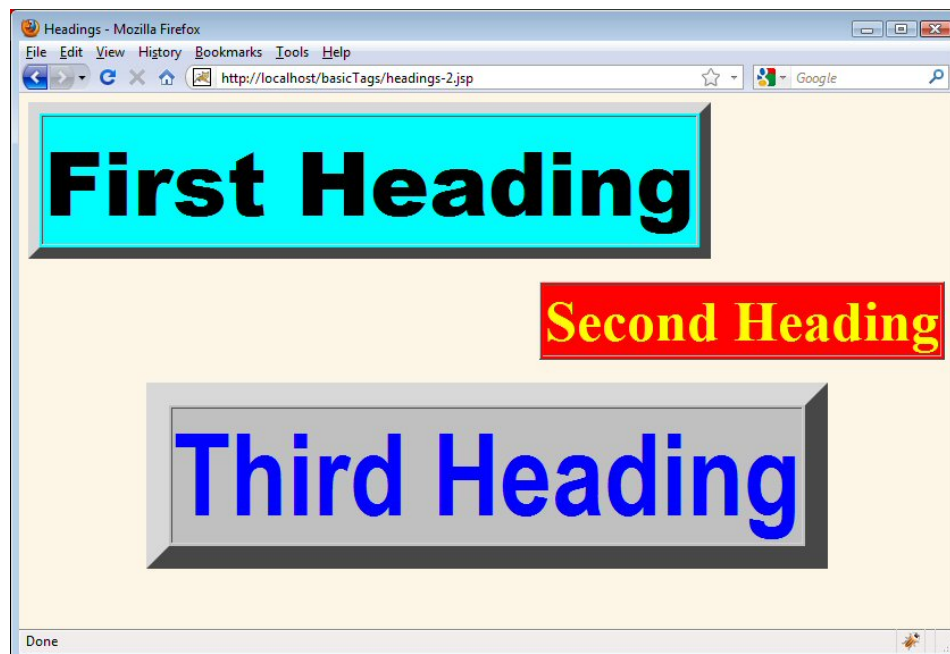 Headings - Mozilla Firefox
File Edit View History Bookmarks Tools Help
http://localhost/basicTags/headings-2.jsp
Google
First Heading
Second Heading
Third Heading
Done